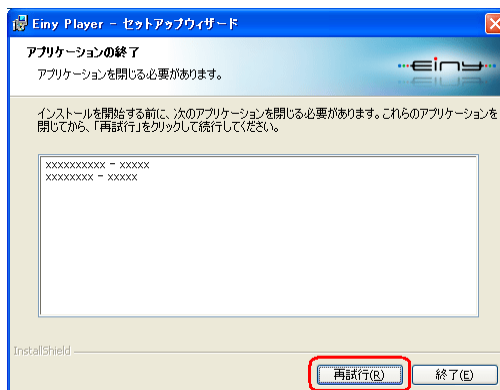 Einy Player - セットアップウィザード
アプリケーションの終了
アプリケーションを閉じる必要があります。
Einy
インストールを開始する前に、次のアプリケーションを閉じる必要があります。これらのアプリケーションを
閉じてから、「再試行」をクリックして続行してください。
xxxxxxxxxx - xxxxx
xxxxxxxx - xxxxx
InstallShield
再試行(R) 終了(E)